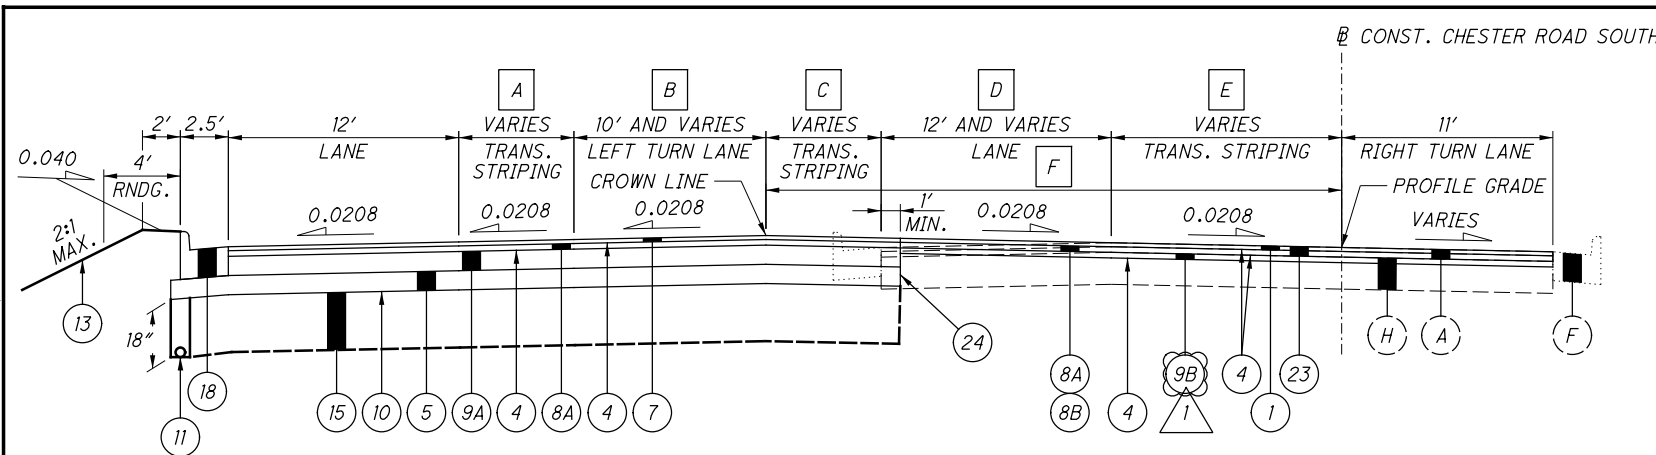 ℄ CONST. CHESTER ROAD SOUTH
A B C D E
2' 2.5' 12' VARIES 10' AND VARIES VARIES 12' AND VARIES VARIES 11'
0.040 4' LANE TRANS. LEFT TURN LANE TRANS. LANE TRANS. STRIPING RIGHT TURN LANE
RNDG. STRIPING STRIPING F
CROWN LINE PROFILE GRADE
0.0208 0.0208 0.0208 1' 0.0208 0.0208 VARIES
MIN.
2:1
MAX.
13 18" 24 H A F
18 8A 9B 4 23
15 10 5 9A 4 8A 4 7 8B 4 1 1
11